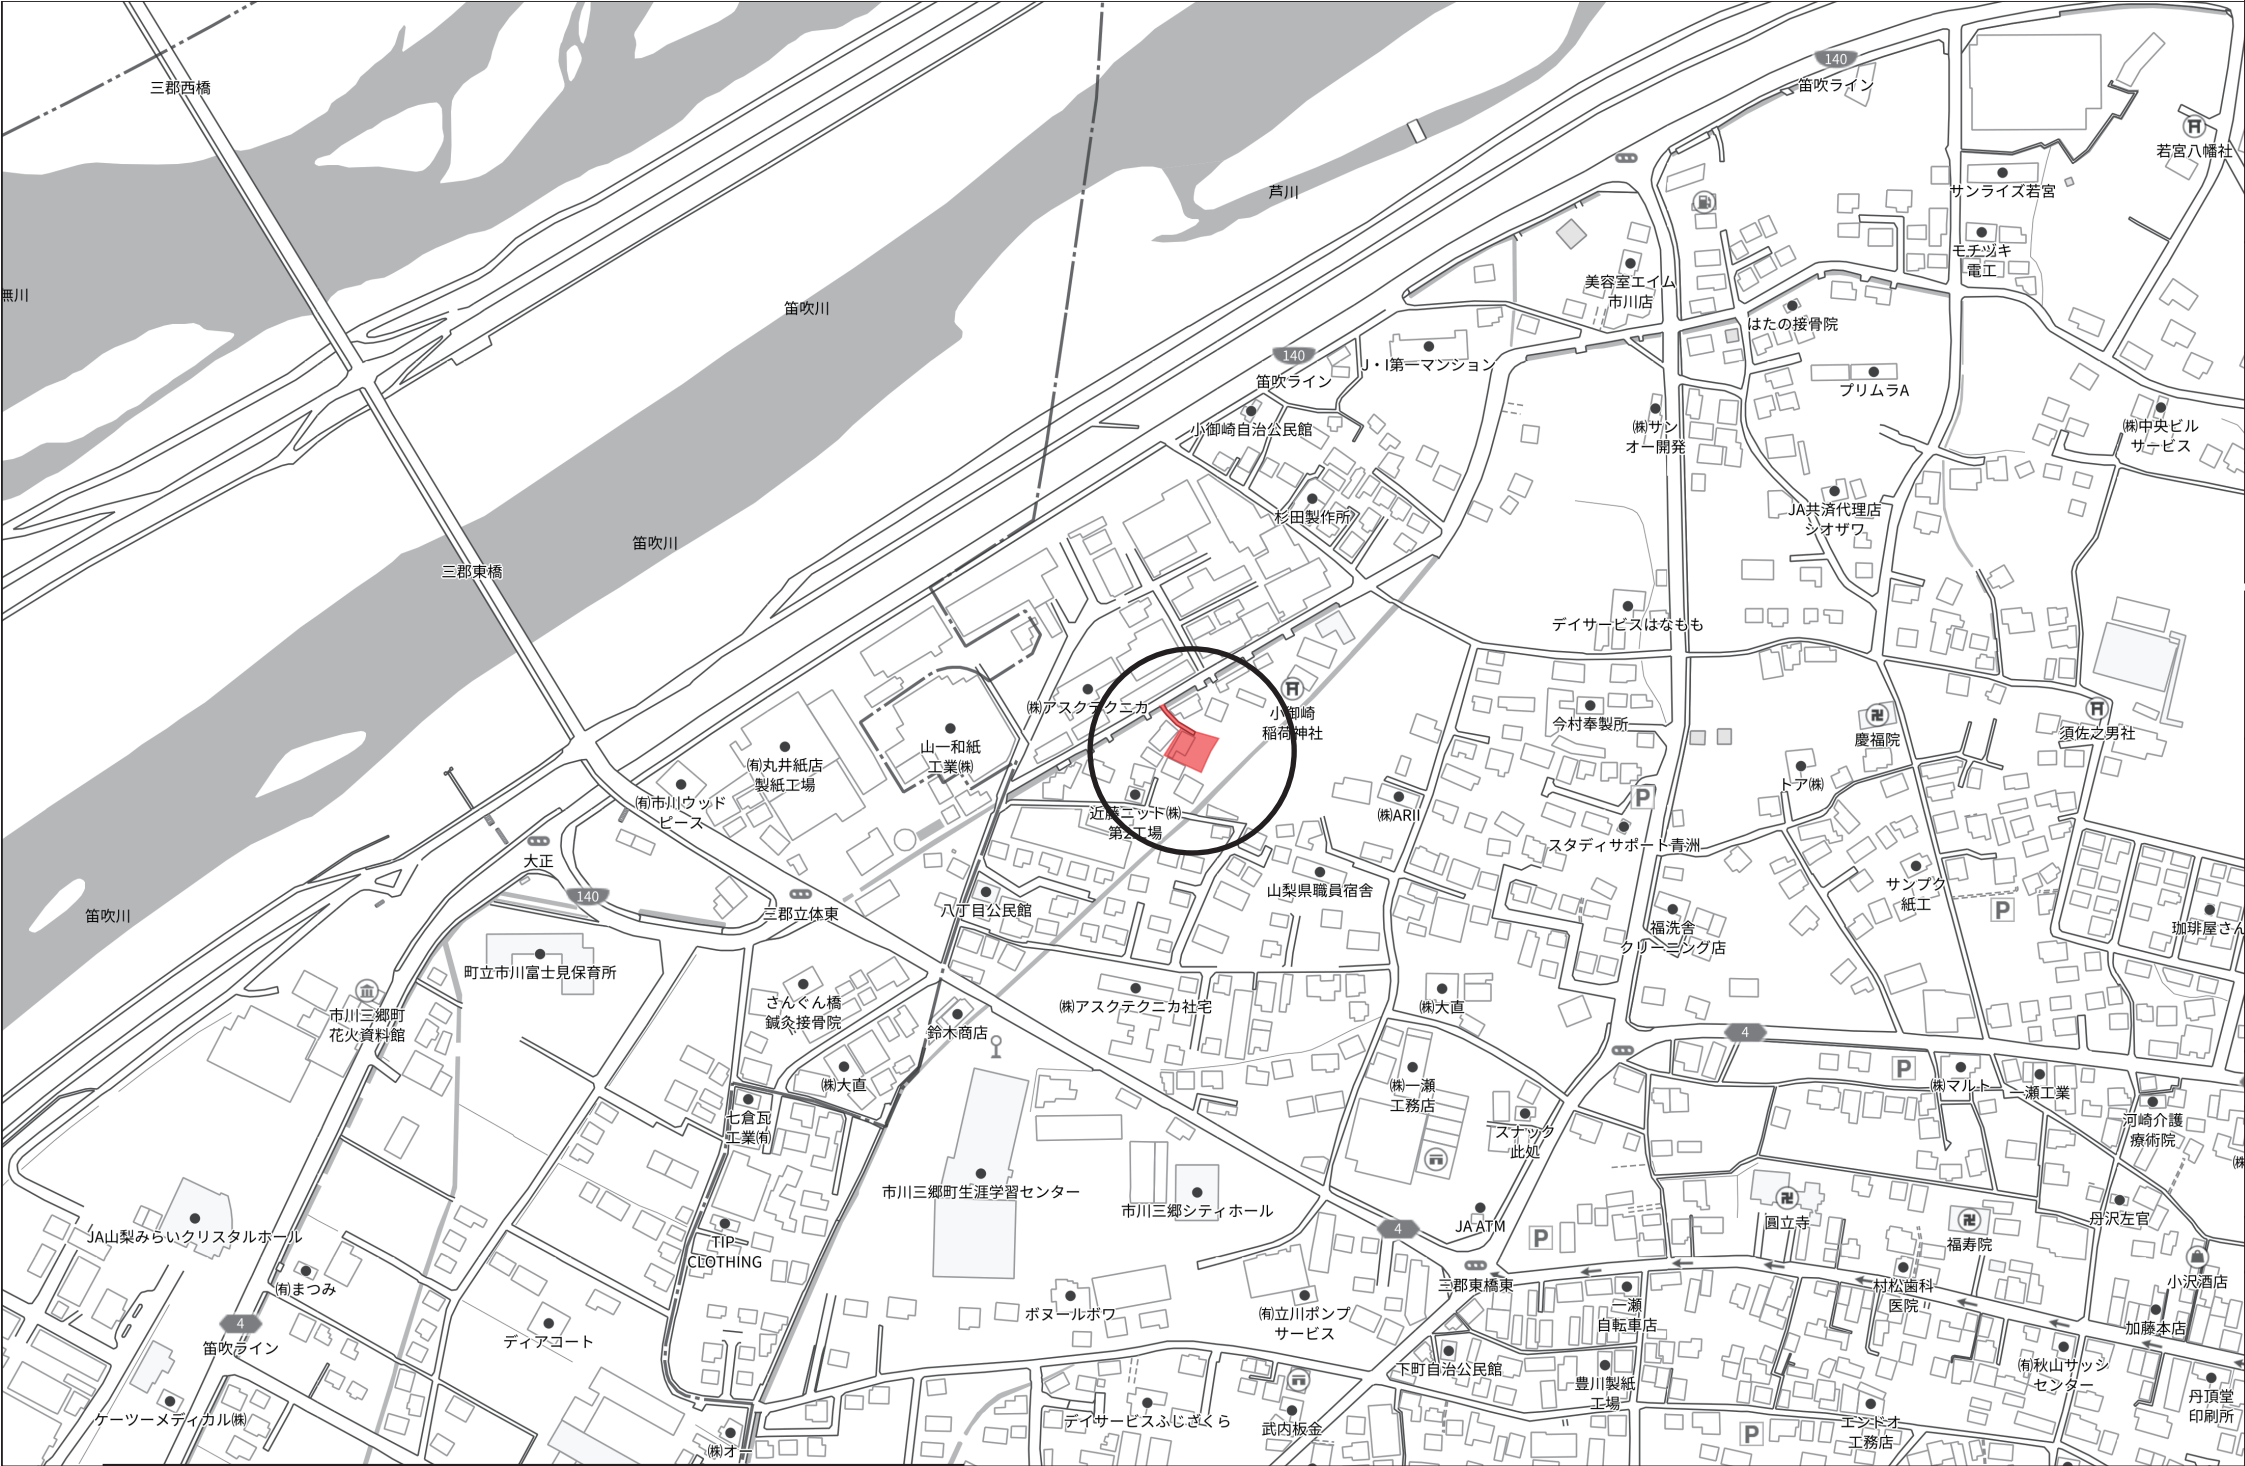 三郡西橋
140
笛吹ライン
若宮八幡社
サンライズ若宮
芦川
モチヅキ
電工
無川
笛吹川
美容室エイム
市川店
はたの接骨院
140
笛吹ライン
J・I第一マンション
プリムラA
小御崎自治公民館
㈱サン
オー開発
㈱中央ビル
サービス
杉田製作所
JA共済代理店
シオザワ
笛吹川
三郡東橋
デイサービスはなもも
㈱アスクテクニカ
小御崎
稲荷神社
今村奉製所
慶福院
須佐之男社
山一和紙
工業㈱
㈲丸井紙店
製紙工場
トア㈱
㈲市川ウッド
ピース
近藤ニット㈱
第2工場
㈱ARII
P
スタディサポート青洲
大正
140
山梨県職員宿舎
サンプク
紙工
三郡立体東
八丁目公民館
笛吹川
福洗舎
クリーニング店
P
珈琲屋さん
町立市川富士見保育所
さんぐん橋
鍼灸接骨院
㈱アスクテクニカ社宅
㈱大直
市川三郷町
花火資料館
鈴木商店
4
㈱大直
㈱一瀬
工務店
P
㈱マルト
一瀬工業
七倉瓦
工業㈲
スナック
此処
河崎介護
療術院
㈱
市川三郷町生涯学習センター
市川三郷シティホール
JA山梨みらいクリスタルホール
TIP
CLOTHING
4
JA ATM
P
圓立寺
福寿院
丹沢左官
㈲まつみ
ボヌールボワ
㈲立川ポンプ
サービス
三郡東橋東
一瀬
自転車店
村松歯科
医院
小沢酒店
4
笛吹ライン
ディアコート
加藤本店
下町自治公民館
豊川製紙
工場
㈲秋山サッシ
センター
丹頂堂
印刷所
ケーツーメディカル㈱
㈱オー
デイサービスふじざくら
武内板金
P
エンドオ
工務店